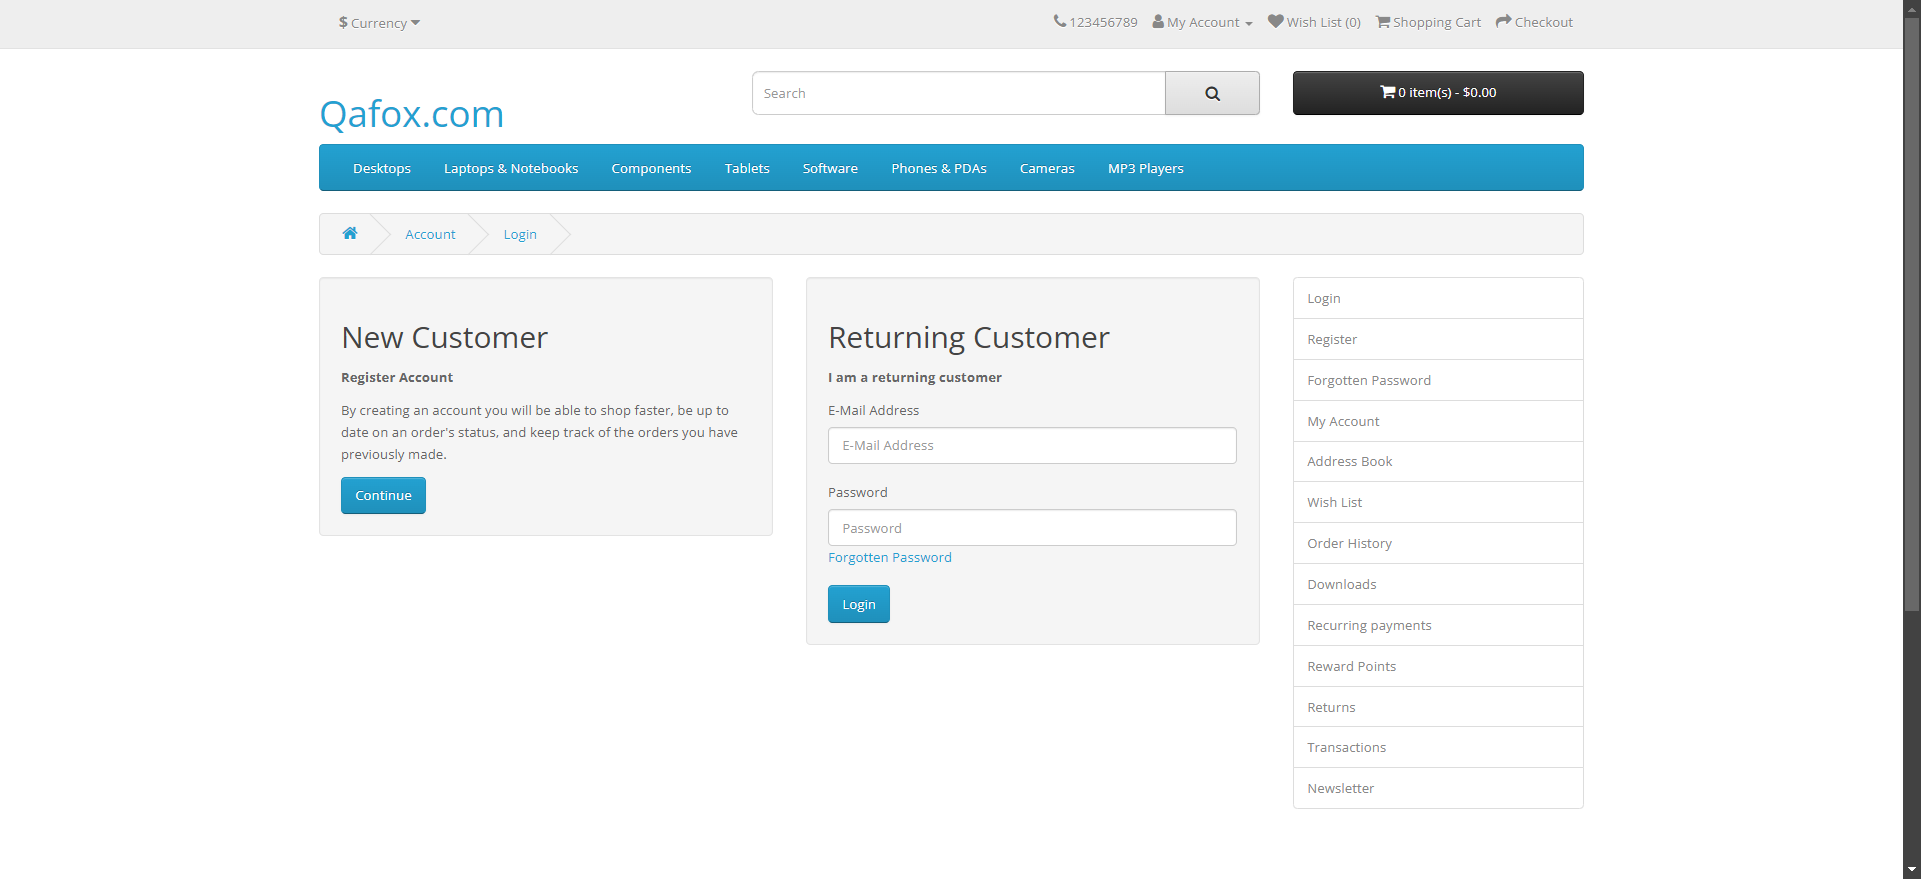 $ Currency
123456789 My Account Wish List (0) Shopping Cart Checkout
Qafox.com
Search
0 item(s) - $0.00
Desktops Laptops & Notebooks Components Tablets Software Phones & PDAs Cameras MP3 Players
Account Login
New Customer
Register Account
By creating an account you will be able to shop faster, be up to
date on an order's status, and keep track of the orders you have
previously made.
Continue
Returning Customer
I am a returning customer
E-Mail Address
E-Mail Address
Password
Password
Forgotten Password
Login
Login
Register
Forgotten Password
My Account
Address Book
Wish List
Order History
Downloads
Recurring payments
Reward Points
Returns
Transactions
Newsletter